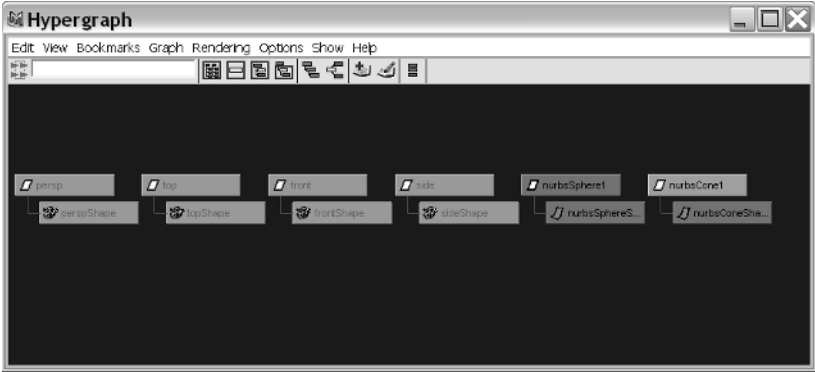 Hypergraph
Edit View Bookmarks Graph Rendering Options Show Help
persp top front side nurbsSphere1 nurbsCone1
perspShape topShape frontShape sideShape nurbsSphereS... nurbsConeSha...